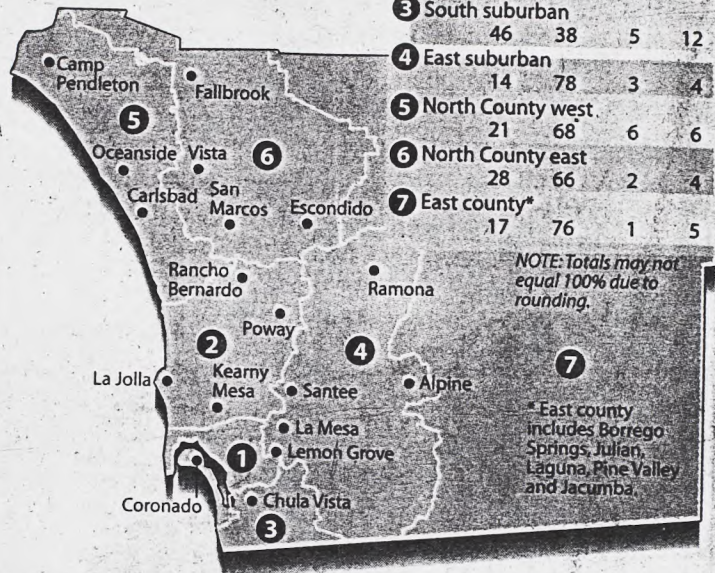 3 South suburban
46 38 5 12
4 East suburban
14 78 3 4
5 North County west
21 68 6 6
6 North County east
28 66 2 4
7 East county*
17 76 1 5
NOTE: Totals may not
equal 100% due to
rounding.
Camp
Pendleton
Fallbrook
5
Oceanside
Vista
6
Carlsbad
San
Marcos
Escondido
Rancho
Bernardo
Ramona
Poway
2
4
7
La Jolla
Kearny
Mesa
Santee
Alpine
* East county
includes Borrego
Springs, Julian,
Laguna, Pine Valley
and Jacumba.
La Mesa
1
Lemon Grove
Coronado
Chula Vista
3